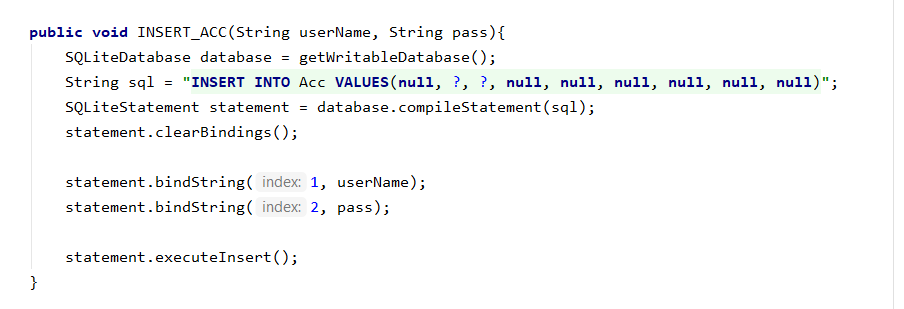 public void INSERT_ACC(String userName, String pass){
SQLiteDatabase database = getWritableDatabase();
String sql = "INSERT INTO Acc VALUES(null, ?, ?, null, null, null, null, null, null)";
SQLiteStatement statement = database.compileStatement(sql);
statement.clearBindings();
statement.bindString( index: 1, userName);
statement.bindString( index: 2, pass);
statement.executeInsert();
}